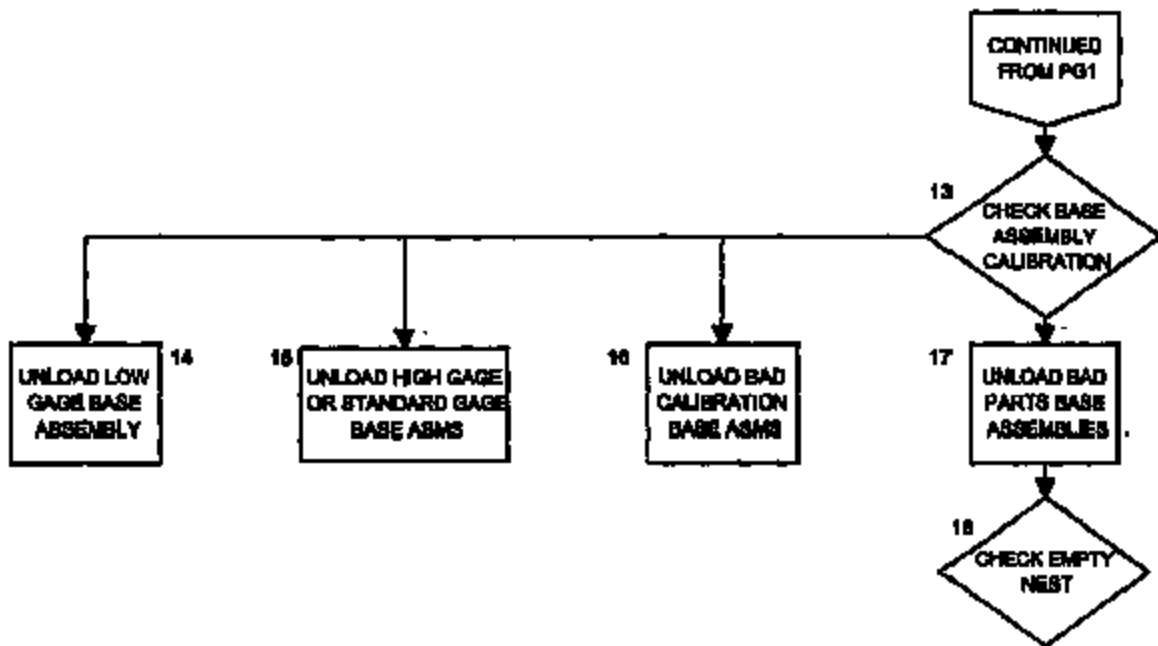 CONTINUED
FROM PG1
13
CHECK BASE
ASSEMBLY
CALIBRATION
14
UNLOAD LOW
GAGE BASE
ASSEMBLY
15
UNLOAD HIGH GAGE
OR STANDARD GAGE
BASE ASMS
16
UNLOAD BAD
CALIBRATION
BASE ASMS
17
UNLOAD BAD
PARTS BASE
ASSEMBLIES
18
CHECK EMPTY
NEST